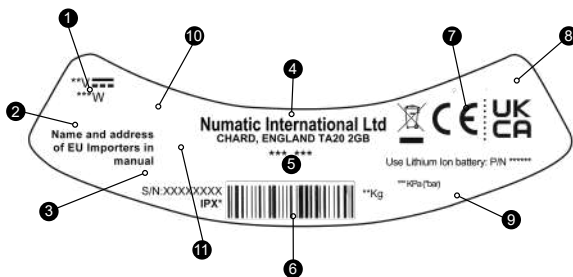 1
10
4
7
8
**V
***W
2
Name and address
of EU Importers in
manual
Numatic International Ltd
CHARD, ENGLAND TA20 2GB
***_***
5
CE
UK
CA
Use Lithium Ion battery: P/N ******
***KPa (*bar)
3
S/N:XXXXXXXX
IPX*
**Kg
9
11
6